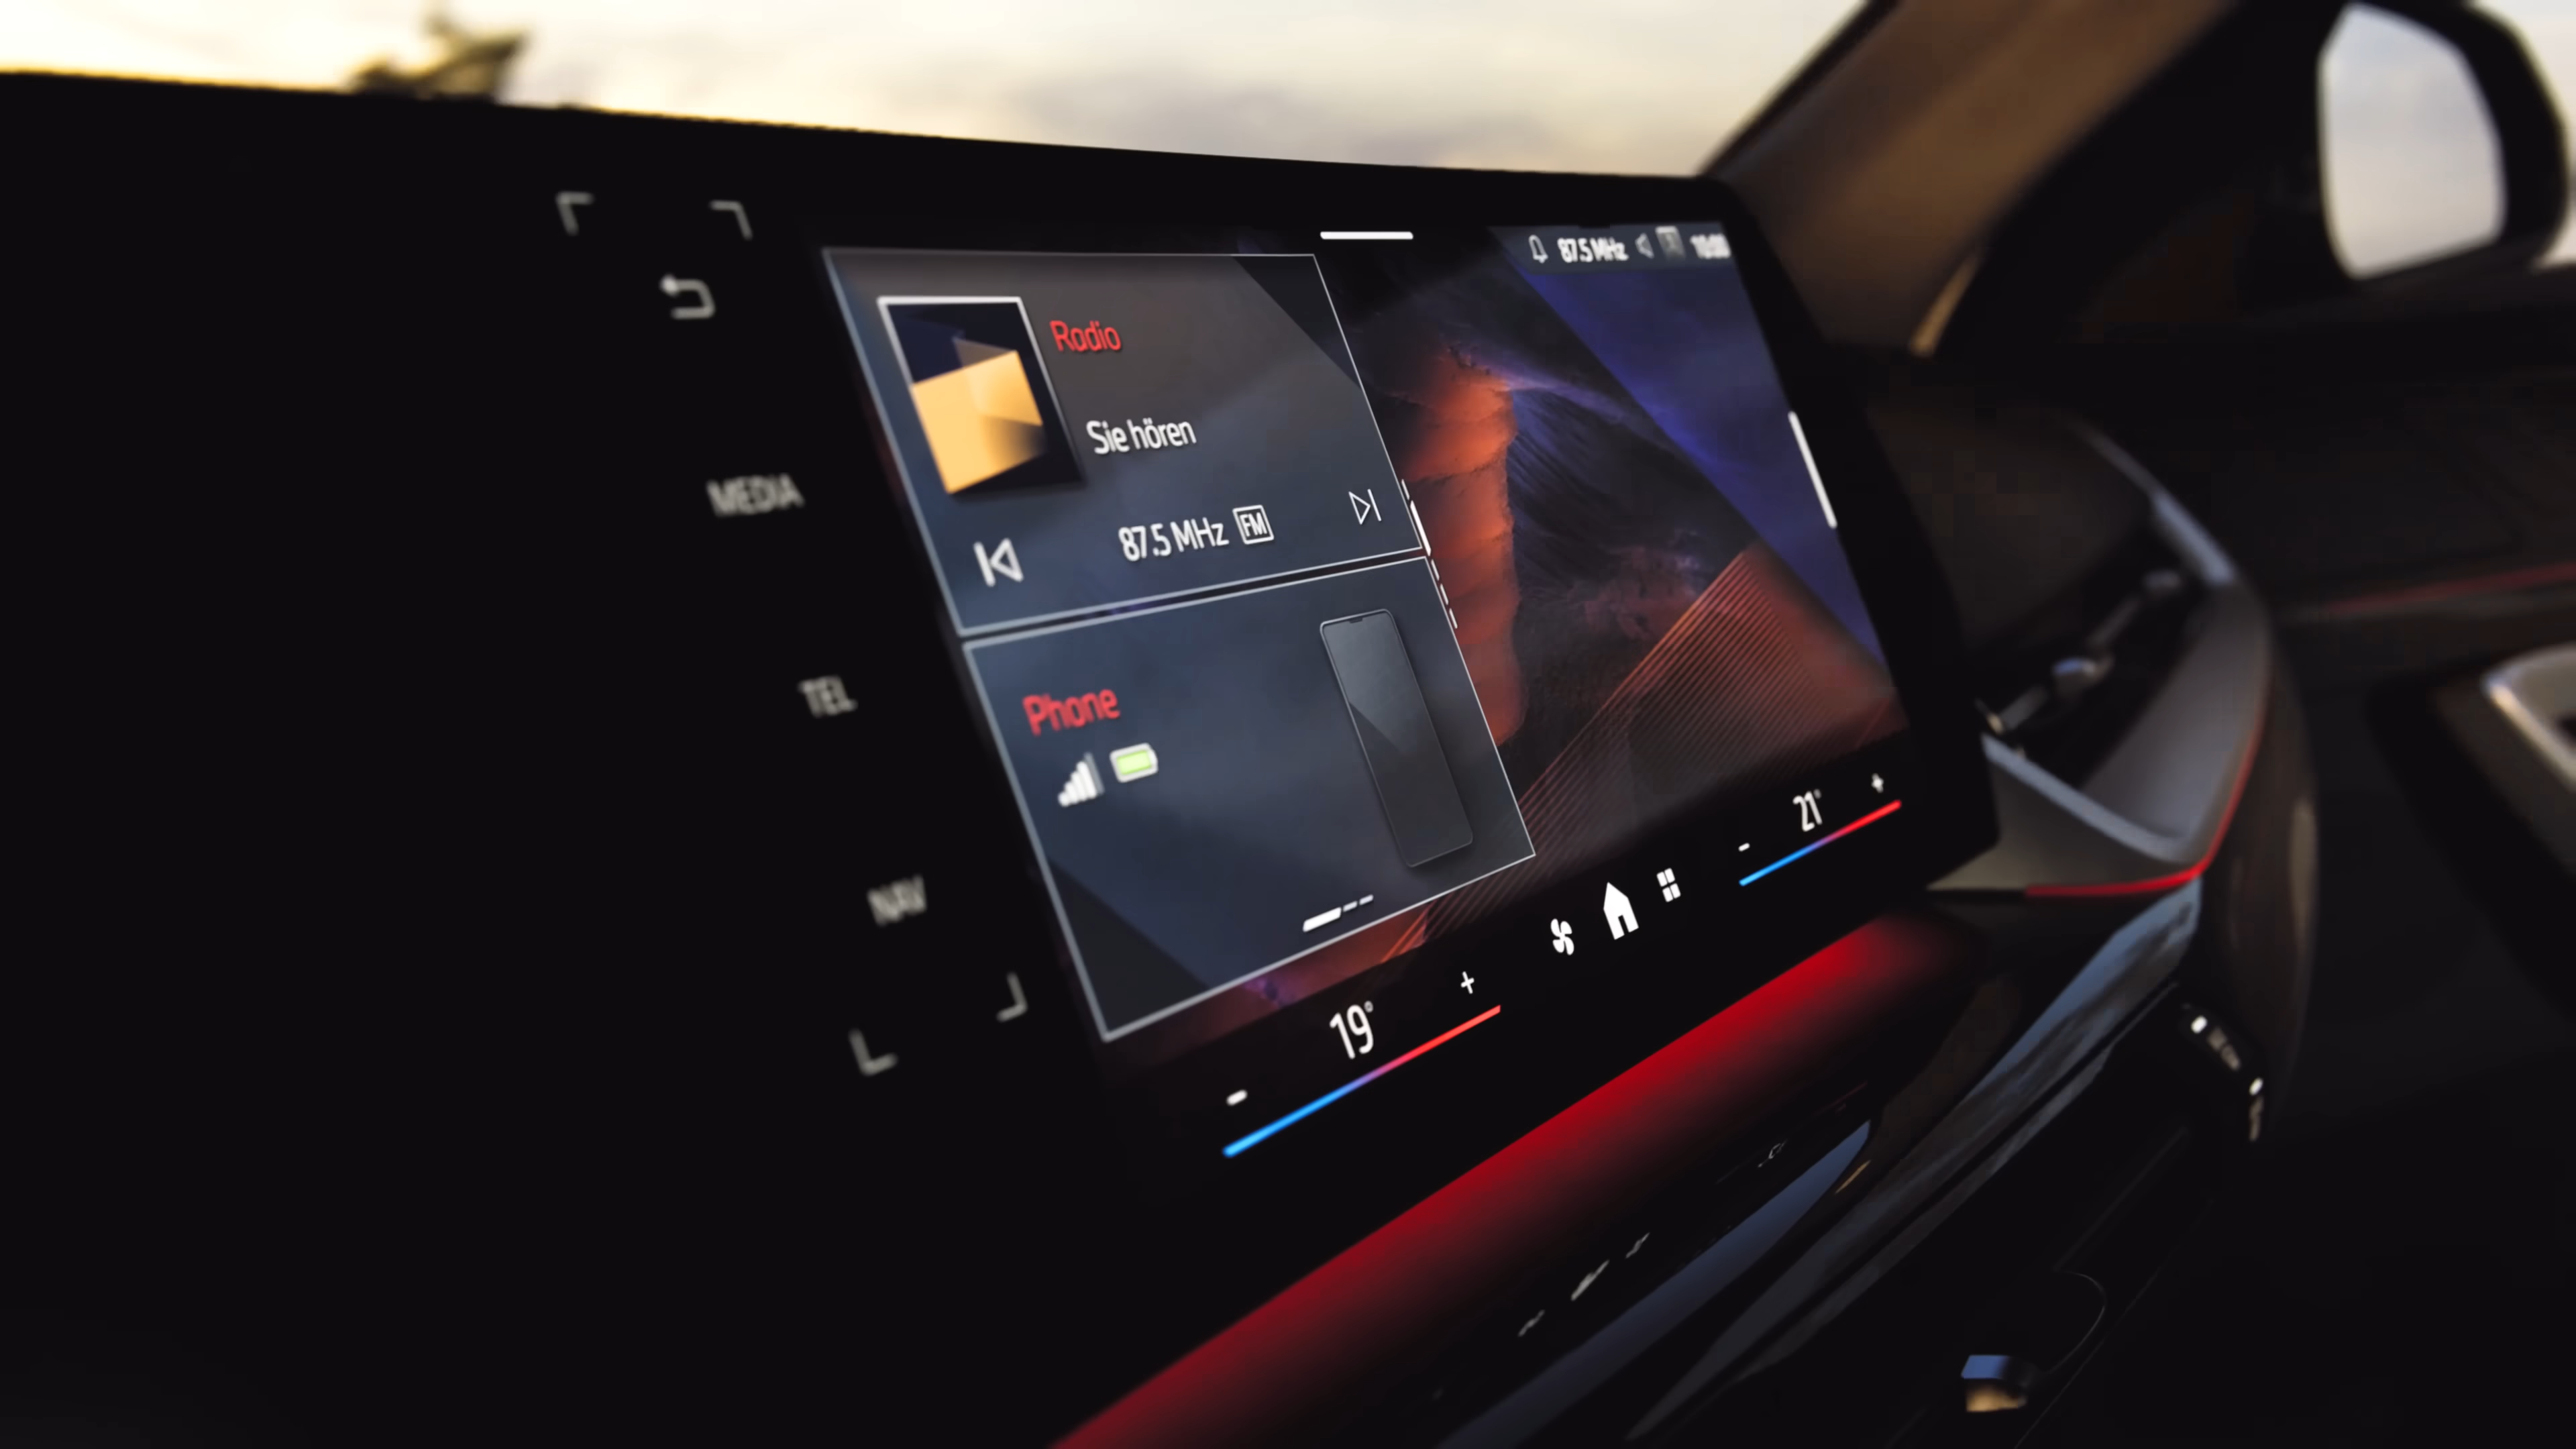 87.5 MHz
Radio
Sie hören
87.5 MHz FM
MEDIA
TEL
Phone
NAV
21°
+
-
19°
+
-